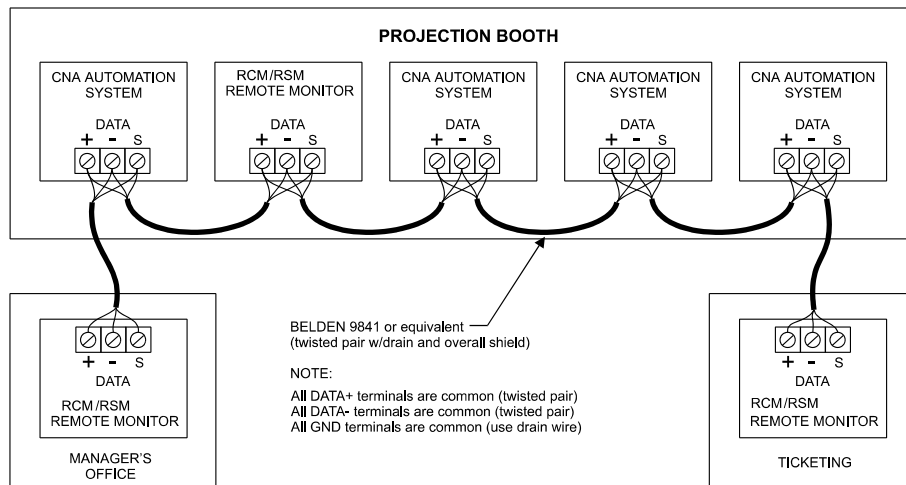 PROJECTION BOOTH
CNA AUTOMATION
SYSTEM
DATA
+ - S
RCM/RSM
REMOTE MONITOR
DATA
+ - S
CNA AUTOMATION
SYSTEM
DATA
+ - S
CNA AUTOMATION
SYSTEM
DATA
+ - S
CNA AUTOMATION
SYSTEM
DATA
+ - S
+ - S
DATA
RCM/RSM
REMOTE MONITOR
MANAGER'S
OFFICE
BELDEN 9841 or equivalent
(twisted pair w/drain and overall shield)
NOTE:
All DATA+ terminals are common (twisted pair)
All DATA- terminals are common (twisted pair)
All GND terminals are common (use drain wire)
+ - S
DATA
RCM/RSM
REMOTE MONITOR
TICKETING